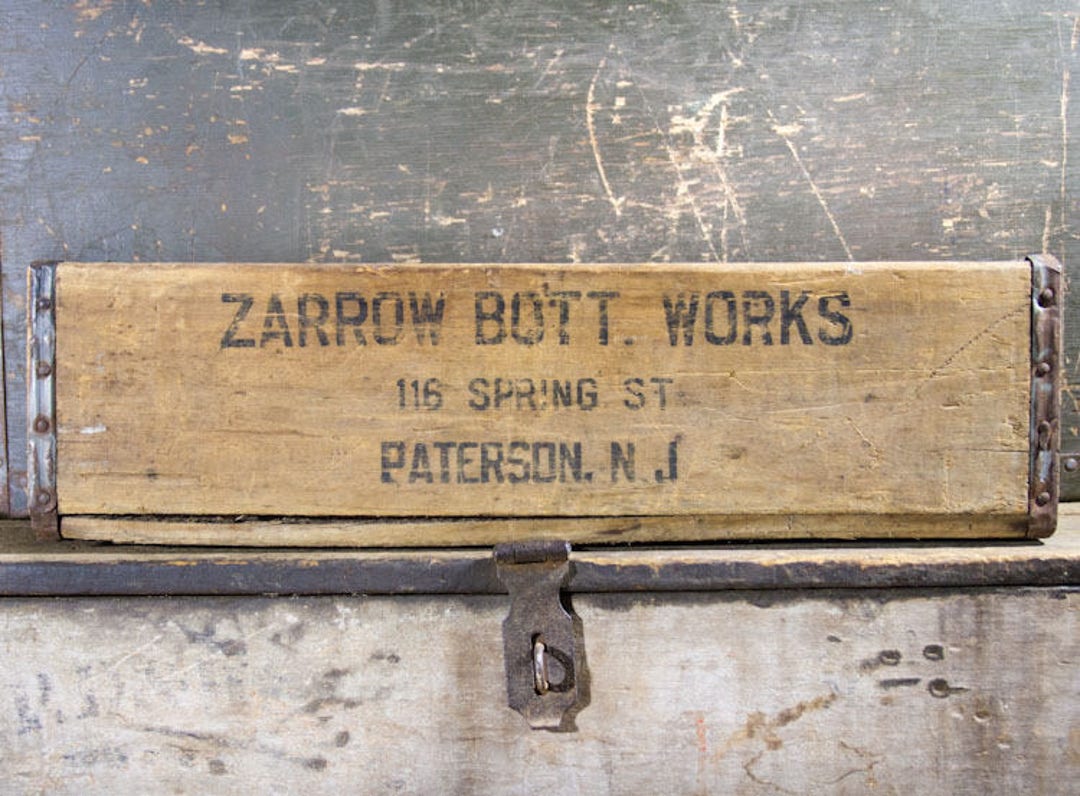 ZARROW BOTT. WORKS
116 SPRING ST
PATERSON. N J